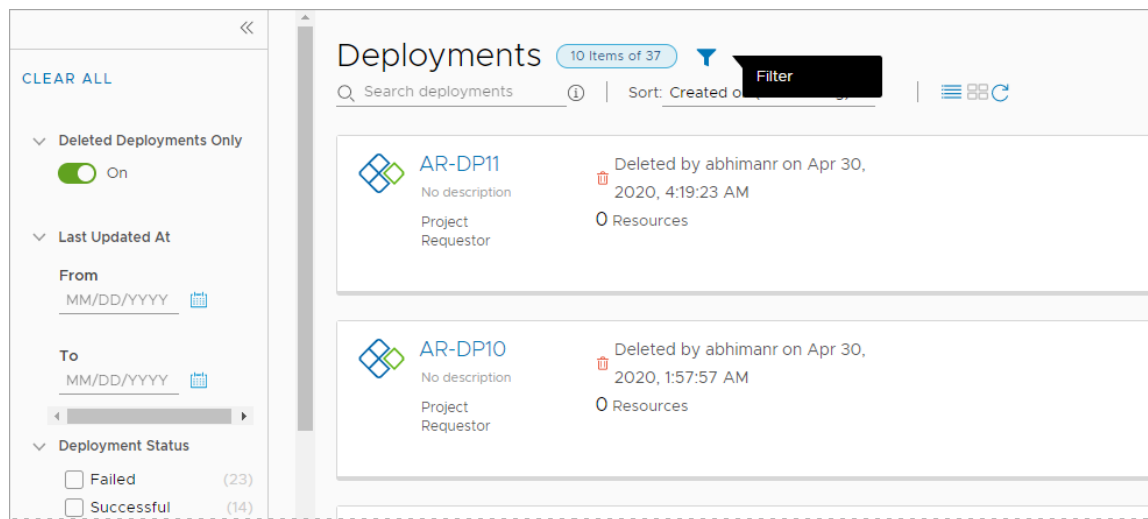 CLEAR ALL
Deleted Deployments Only
On
Last Updated At
From
MM/DD/YYYY
To
MM/DD/YYYY
Deployment Status
Failed (23)
Successful (14)
Deployments 10 Items of 37
Filter
Search deployments Sort: Created
AR-DP11
No description
Project
Requestor
Deleted by abhimanr on Apr 30,
2020, 4:19:23 AM
0 Resources
AR-DP10
No description
Project
Requestor
Deleted by abhimanr on Apr 30,
2020, 1:57:57 AM
0 Resources